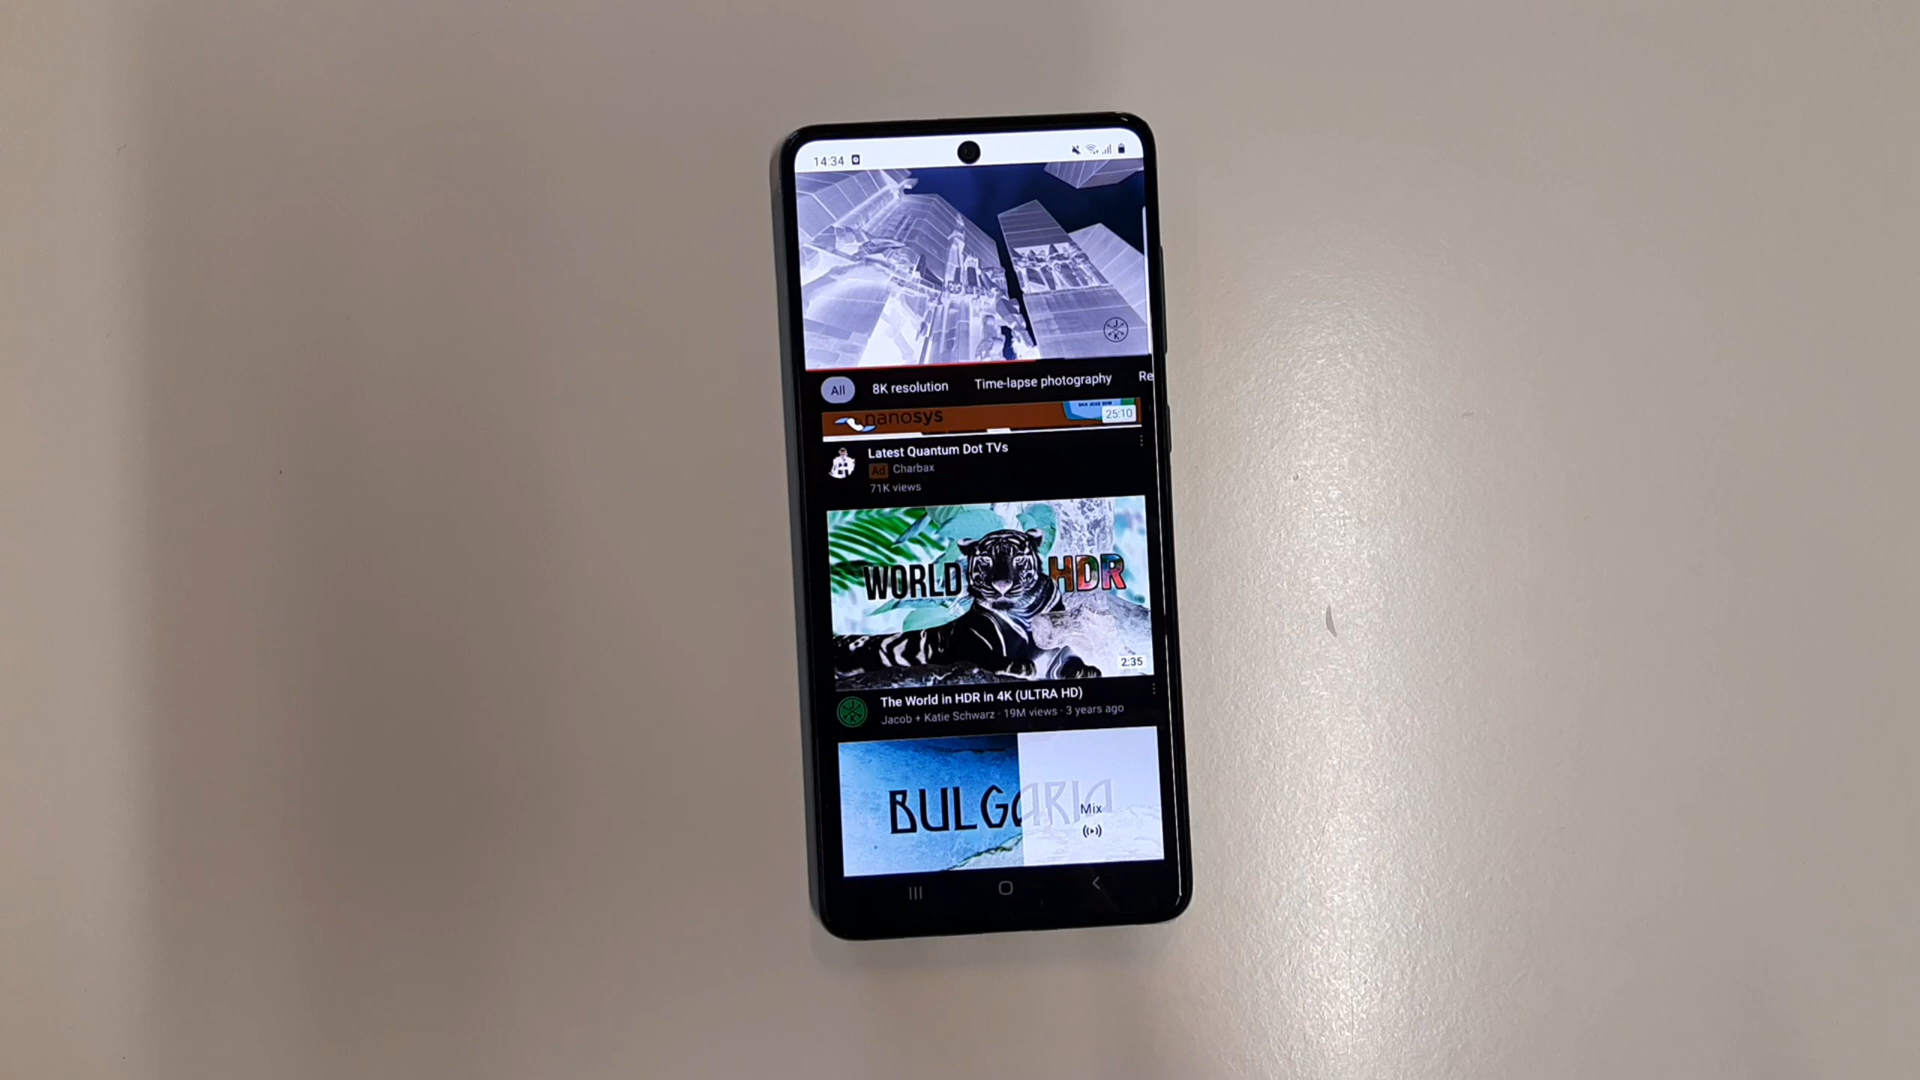 14:34
J
K
All 8K resolution Time-lapse photography Re
nanosys
25:10
Latest Quantum Dot TVs
Ad Charbax
71K views
WORLD HDR
2:35
The World in HDR in 4K (ULTRA HD)
Jacob + Katie Schwarz · 19M views · 3 years ago
BULGARIA
Mix